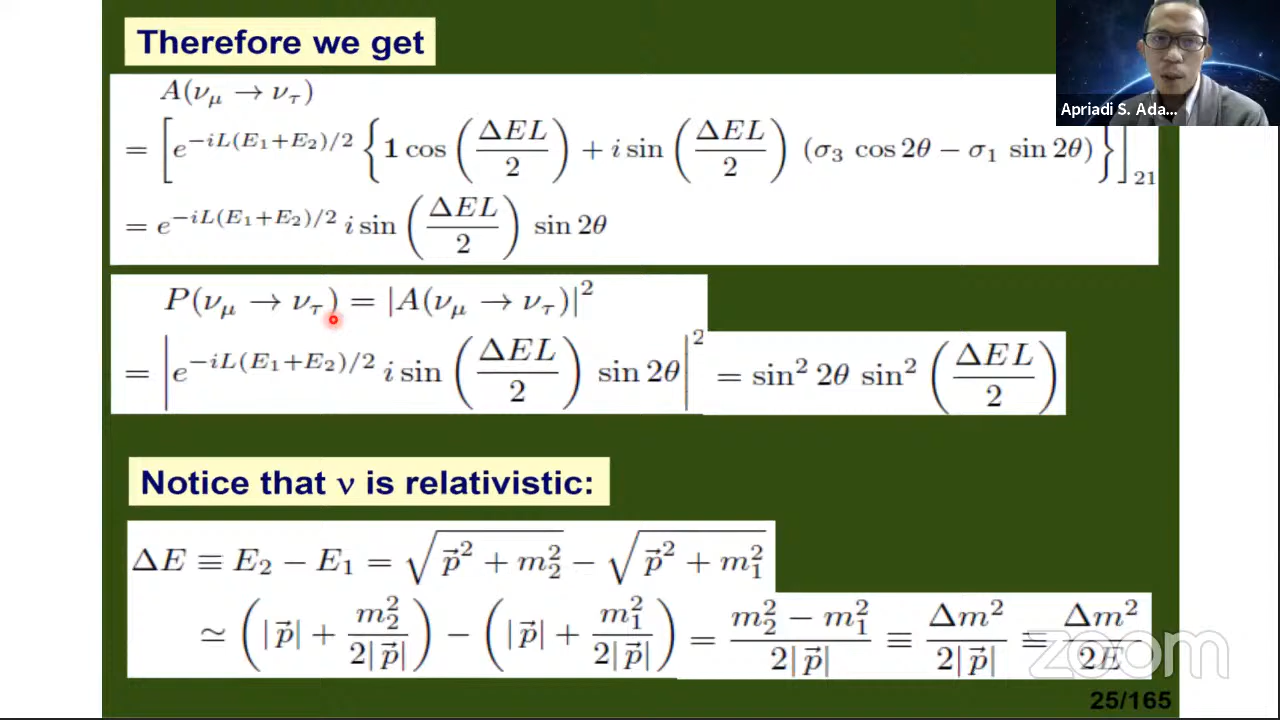 Therefore we get
Apriadi S. Ada...
A(ν_μ → ν_τ)
= [e^{−iL(E₁+E₂)/2} {1 cos (ΔEL/2) + i sin (ΔEL/2) (σ₃ cos 2θ − σ₁ sin 2θ)}]₂₁
= e^{−iL(E₁+E₂)/2} i sin (ΔEL/2) sin 2θ
P(ν_μ → ν_τ) = |A(ν_μ → ν_τ)|²
= |e^{−iL(E₁+E₂)/2} i sin (ΔEL/2) sin 2θ|² = sin² 2θ sin² (ΔEL/2)
Notice that ν is relativistic:
ΔE ≡ E₂ − E₁ = √(p⃗² + m₂²) − √(p⃗² + m₁²)
≃ (|p⃗| + m₂²/2|p⃗|) − (|p⃗| + m₁²/2|p⃗|) = (m₂² − m₁²)/2|p⃗| ≡ Δm²/2|p⃗| ≒ Δm²/2E
zoom
25/165